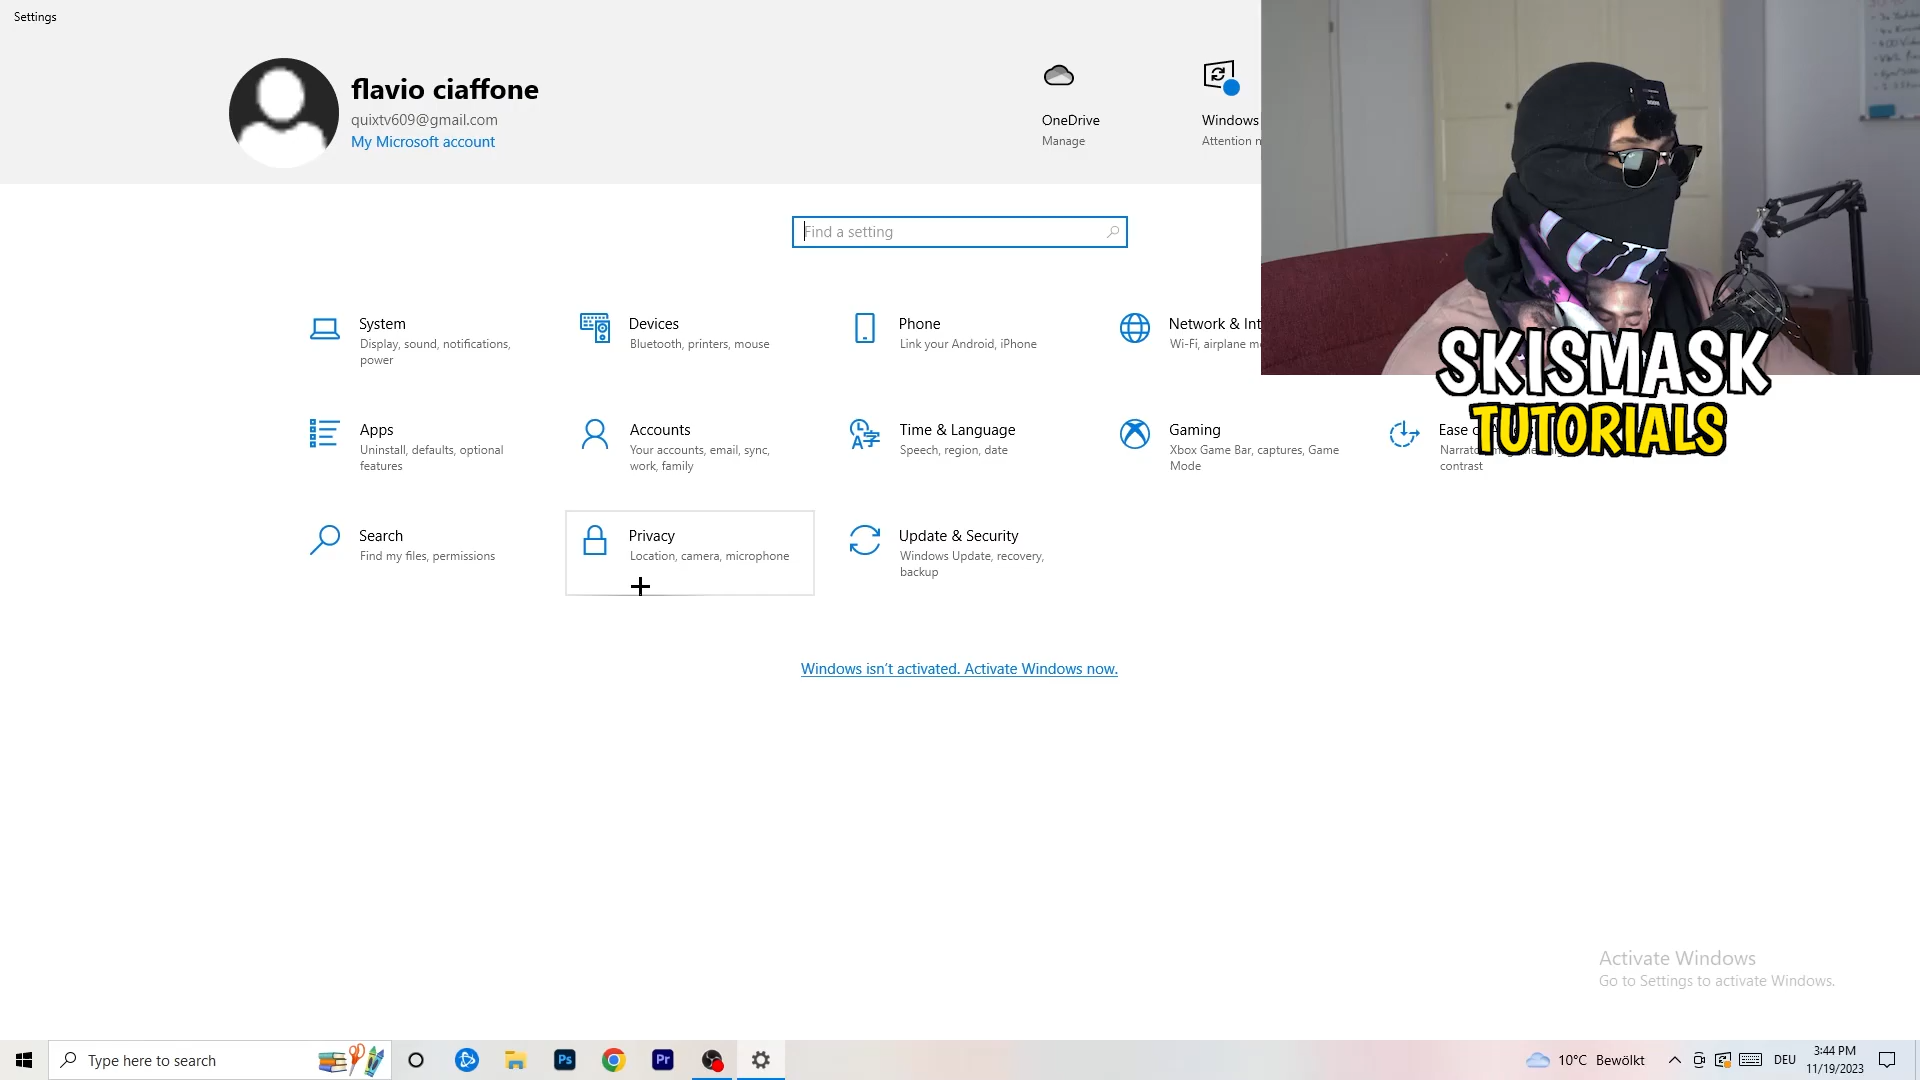 Settings
flavio ciaffone
quixtv609@gmail.com
My Microsoft account
OneDrive
Manage
Windows
Attention
Find a setting
System
Display, sound, notifications,
power
Devices
Bluetooth, printers, mouse
Phone
Link your Android, iPhone
Network & Int
Wi-Fi, airplane
Apps
Uninstall, defaults, optional
features
Accounts
Your accounts, email, sync,
work, family
Time & Language
Speech, region, date
Gaming
Xbox Game Bar, captures, Game
Mode
Ease
contrast
SKISMASK
TUTORIALS
Search
Find my files, permissions
Privacy
Location, camera, microphone
Update & Security
Windows Update, recovery,
backup
Windows isn't activated. Activate Windows now.
Activate Windows
Go to Settings to activate Windows.
Type here to search
Ps
Pr
10°C Bewölkt
DEU
3:44 PM
11/19/2023